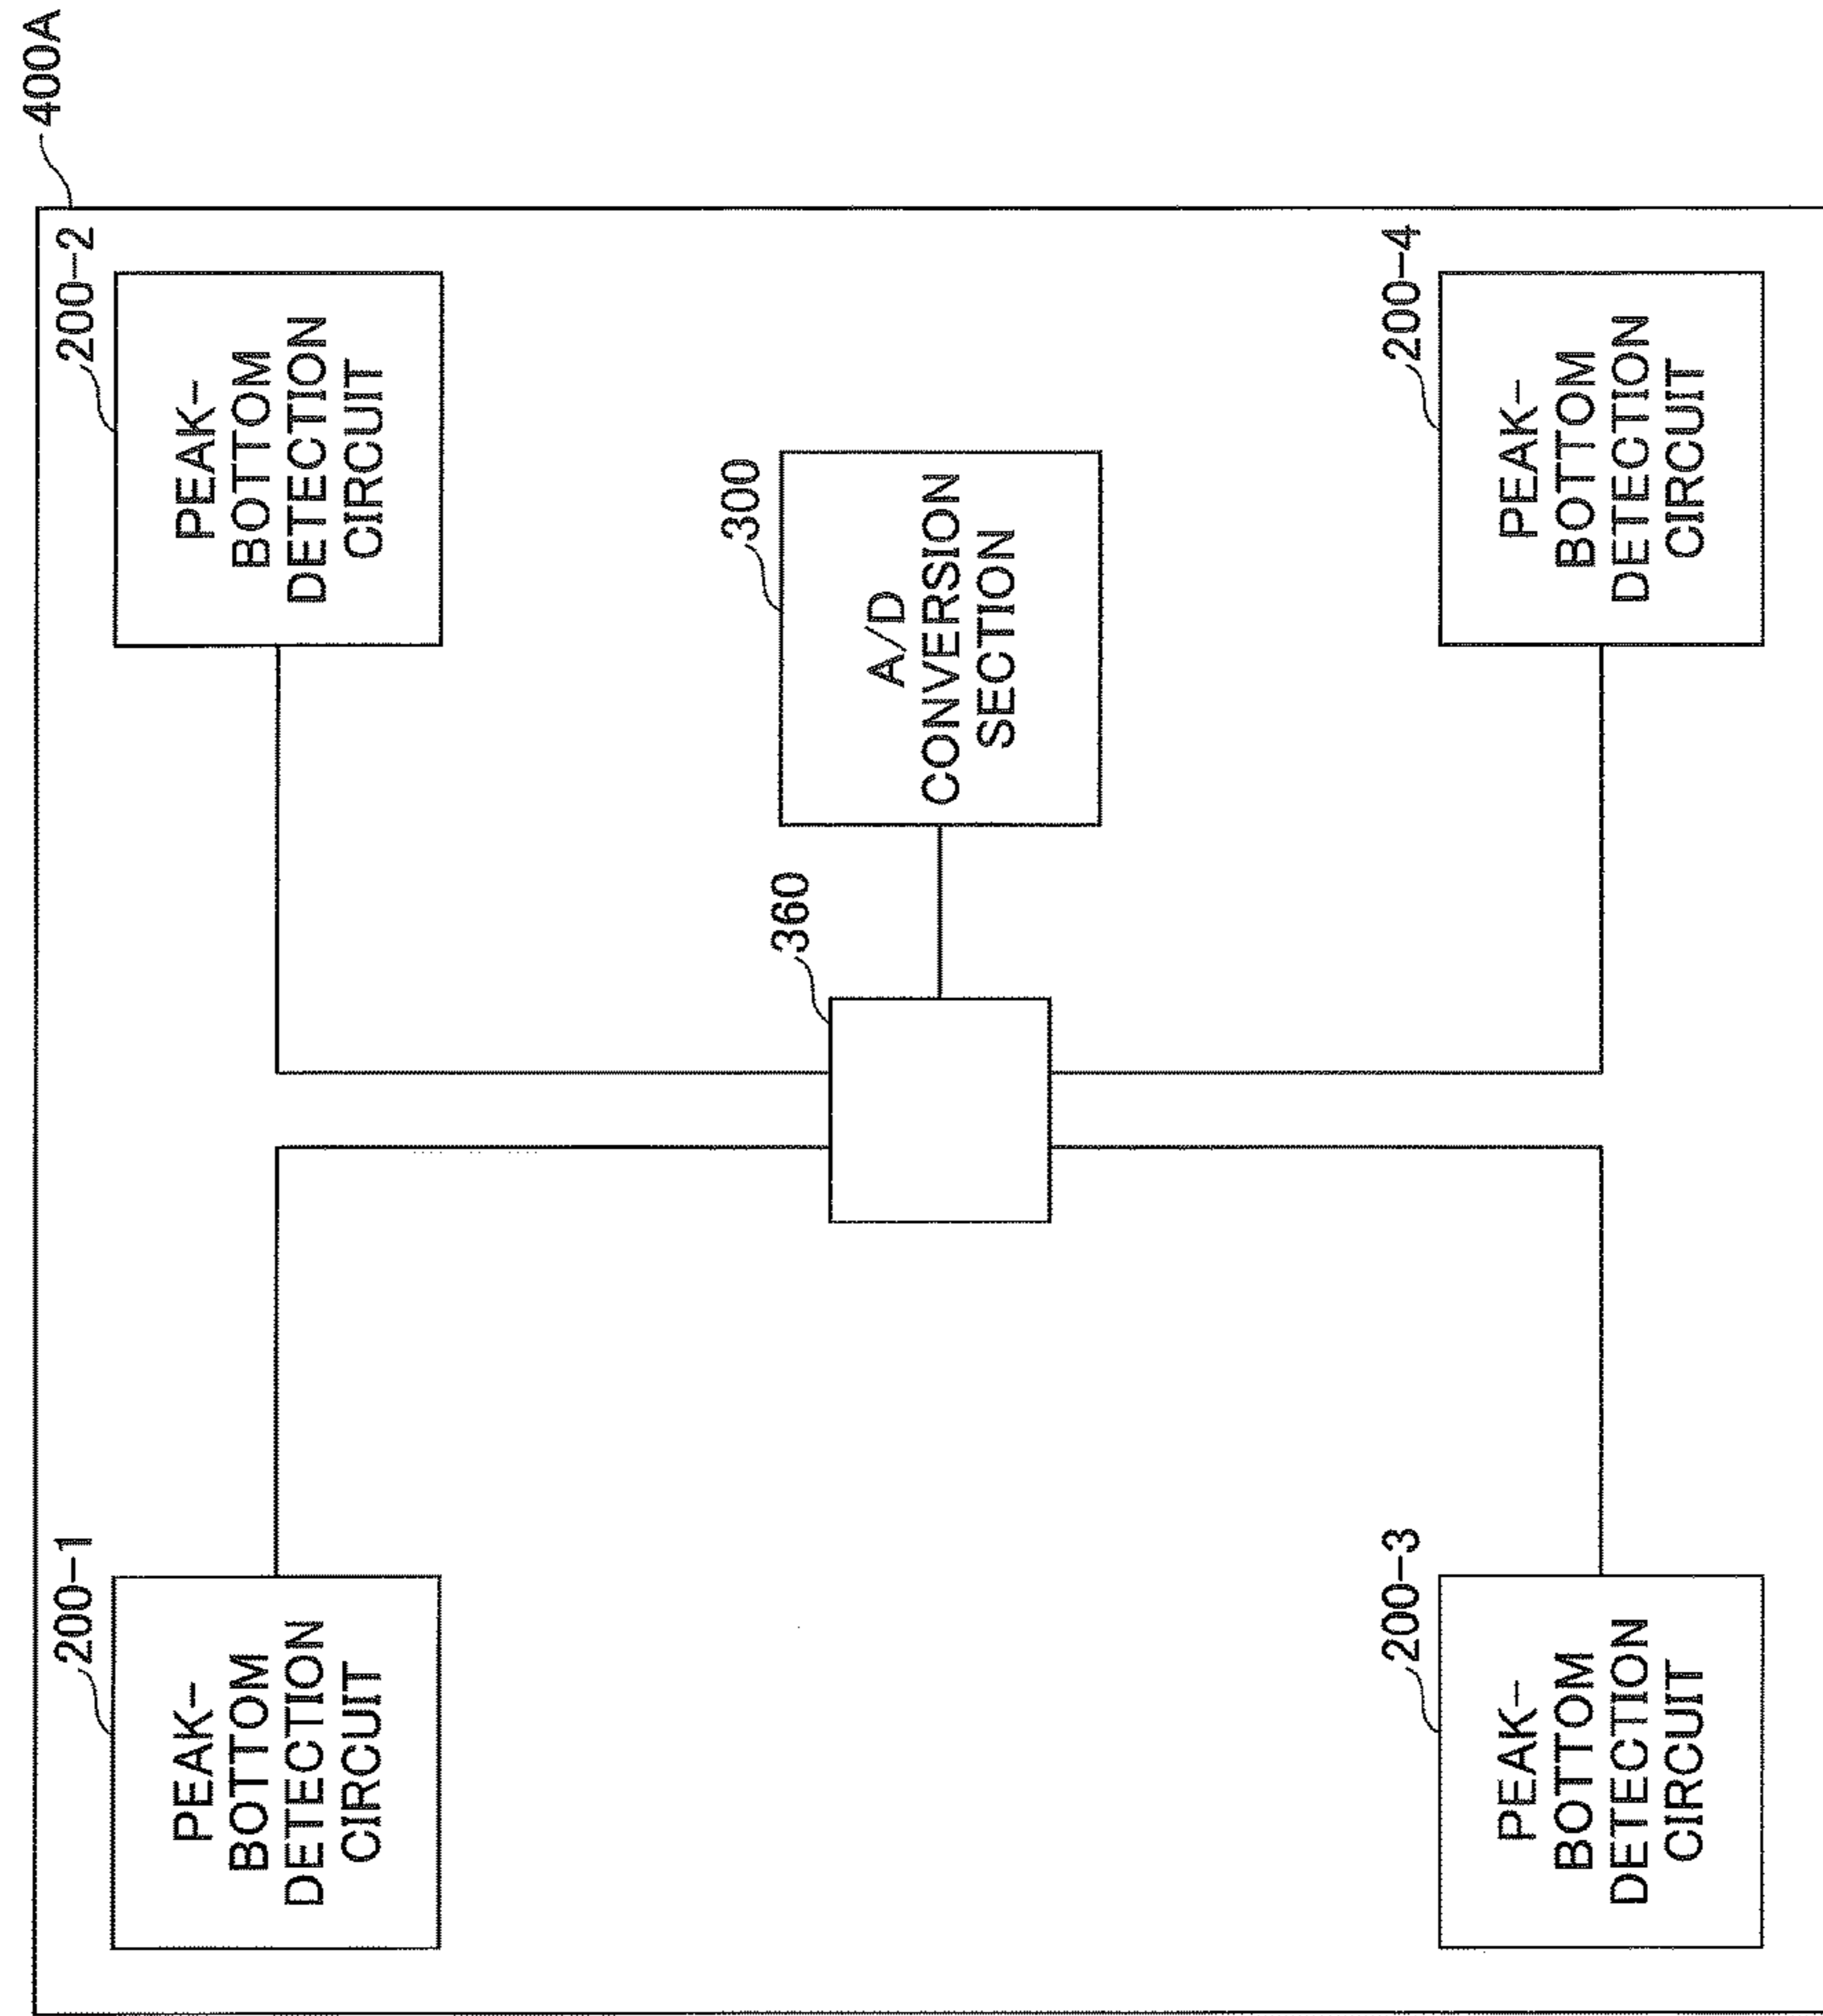 400A
200-1
PEAK-
BOTTOM
DETECTION
CIRCUIT
200-2
PEAK-
BOTTOM
DETECTION
CIRCUIT
360
300
A/D
CONVERSION
SECTION
200-3
PEAK-
BOTTOM
DETECTION
CIRCUIT
200-4
PEAK-
BOTTOM
DETECTION
CIRCUIT